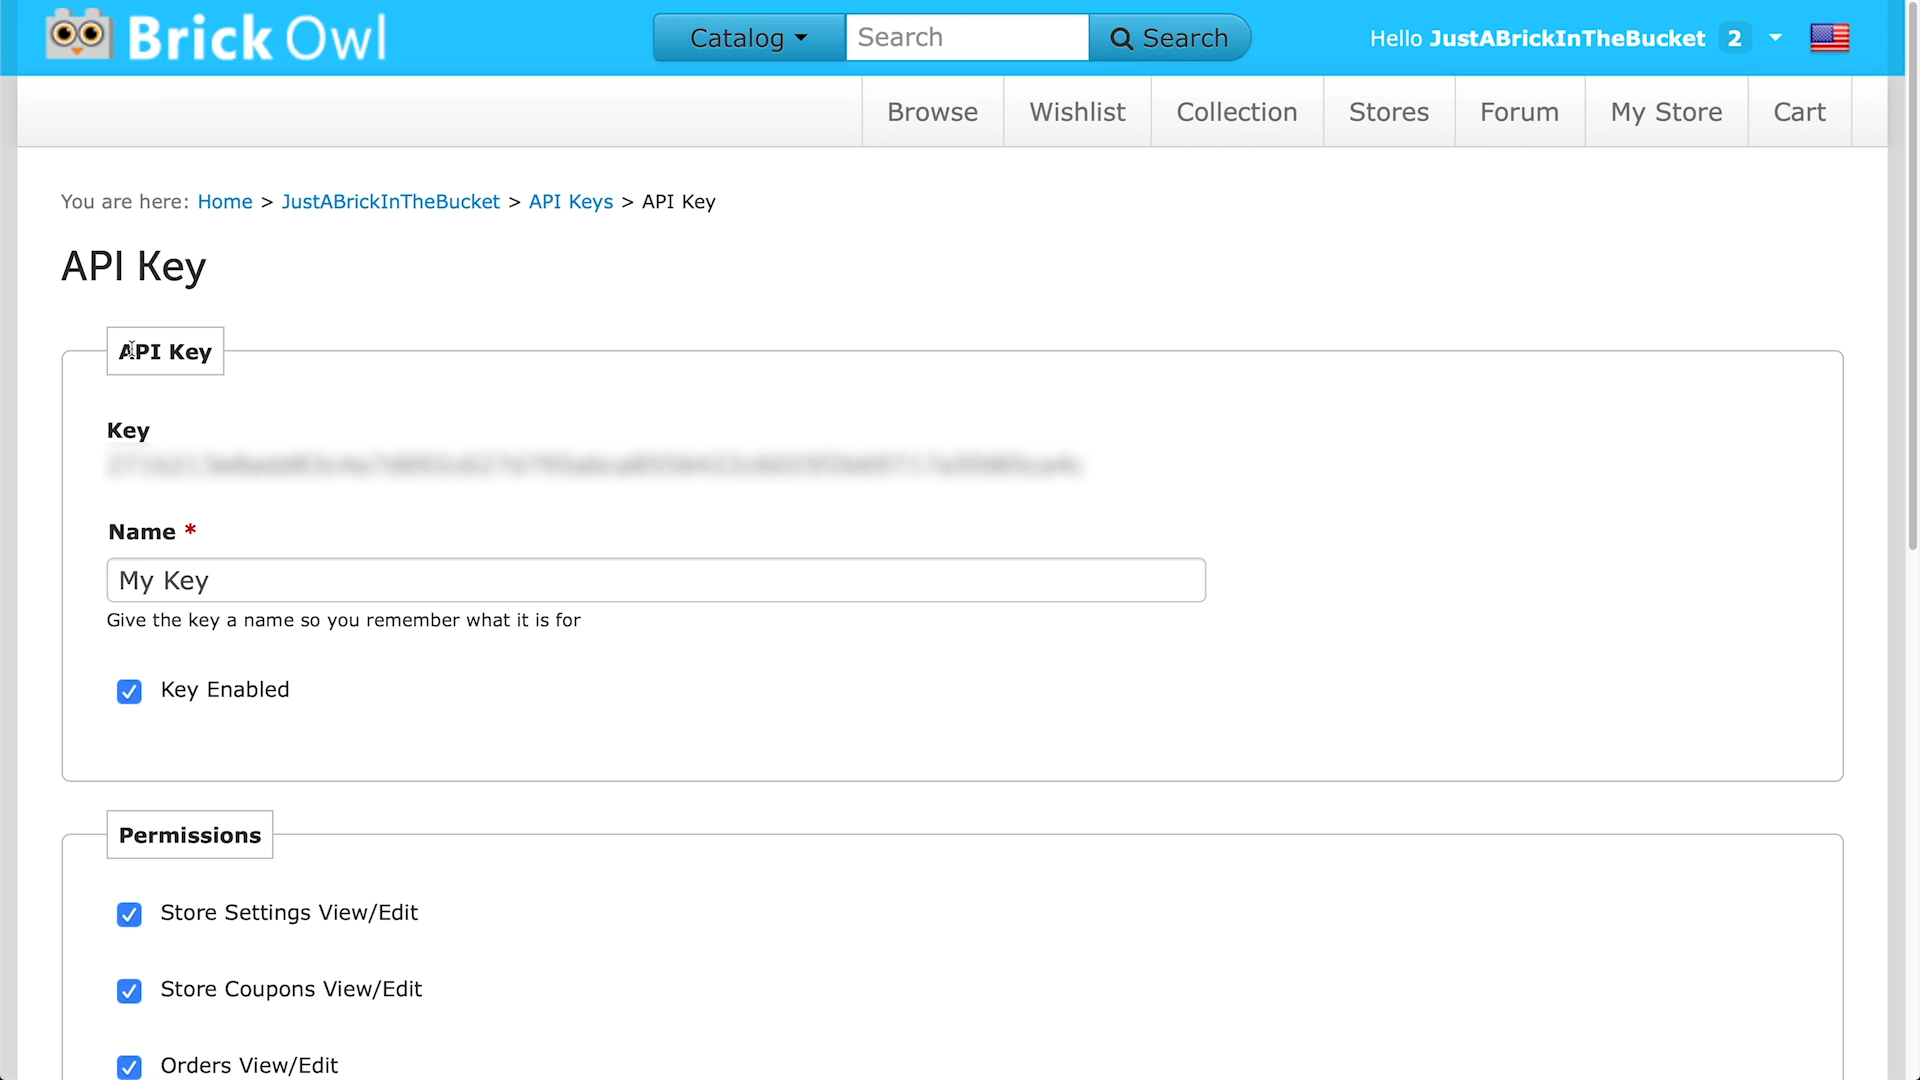 Brick Owl
Catalog Search Search
Hello JustABrickInTheBucket 2
Browse Wishlist Collection Stores Forum My Store Cart
You are here: Home > JustABrickInTheBucket > API Keys > API Key
API Key
API Key
Key
Name *
My Key
Give the key a name so you remember what it is for
Key Enabled
Permissions
Store Settings View/Edit
Store Coupons View/Edit
Orders View/Edit